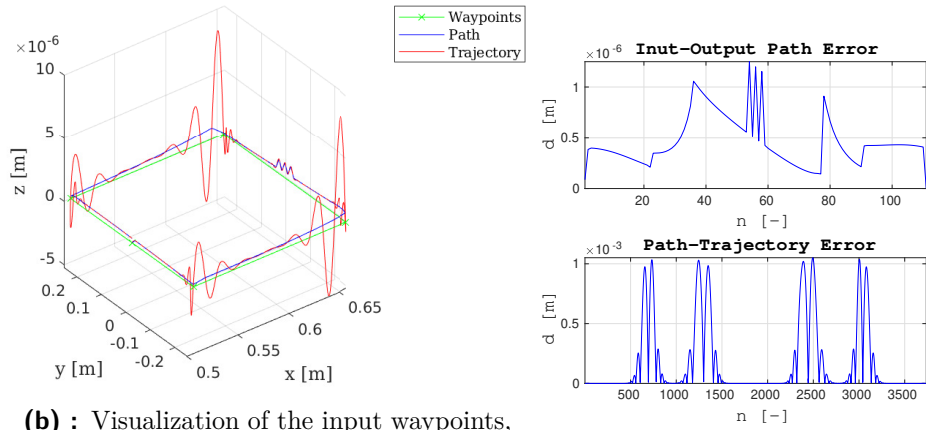 Waypoints
Path
Trajectory
×10⁻⁶
10
5
0
-5
z [m]
0.2
0.1
0
-0.1
-0.2
y [m]
0.5
0.55
0.6
0.65
x [m]
(b) : Visualization of the input waypoints,
×10⁻⁶
Inut-Output Path Error
1
0.5
0
d [m]
20
40
60
80
100
n [-]
×10⁻³
Path-Trajectory Error
1
0.5
0
d [m]
500
1000
1500
2000
2500
3000
3500
n [-]